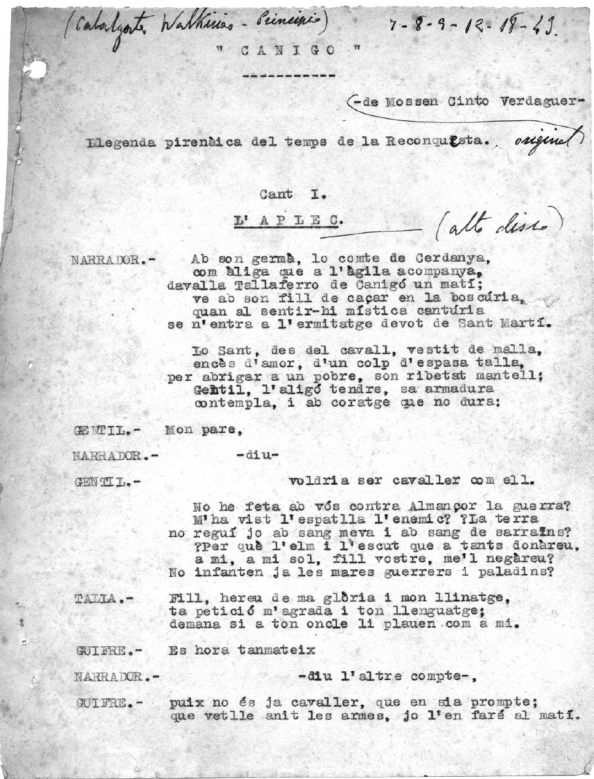 (Cabalgata Walkirias - Principio) 7-8-9-12-18-43.
" C A N I G O "
-----------
-de Mossen Cinto Verdaguer-
Llegenda pirenàica del temps de la Reconquesta. original
Cant I.
L' A P L E C.
(alto disco)
NARRADOR.- Ab son germà, lo comte de Cerdanya,
com àliga que a l'àgila acompanya,
davalla Tallaferro de Canigó un matí;
ve ab son fill de caçar en la boscúria,
quan al sentir-hi mística cantúria
se n'entra a l'ermitatge devot de Sant Martí.
Lo Sant, des del cavall, vestit de malla,
encès d'amor, d'un colp d'espasa talla,
per abrigar a un pobre, son ribetat mantell;
Gentil, l'aligó tendre, sa armadura
contempla, i ab coratge que no dura:
GENTIL.- Mon pare,
NARRADOR.- -diu-
GENTIL.- voldria ser cavaller com ell.
No he feta ab vós contra Almançor la guerra?
M'ha vist l'espatlla l'enemic? ?La terra
no reguí jo ab sang meva i ab sang de sarraïns?
?Per què l'elm i l'escut que a tants donàreu,
a mi, a mi sol, fill vostre, me'l negàreu?
No infanten ja les mares guerrers i paladins?
TALLA.- Fill, hereu de ma glòria i mon llinatge,
ta petició m'agrada i ton llenguatge;
demana si a ton oncle li plauen com a mi.
GUIFRE.- Es hora tanmateix
NARRADOR.- -diu l'altre compte-,
GUIFRE.- puix no és ja cavaller, que en sia prompte;
que vetlle anit les armes, jo l'en faré al matí.